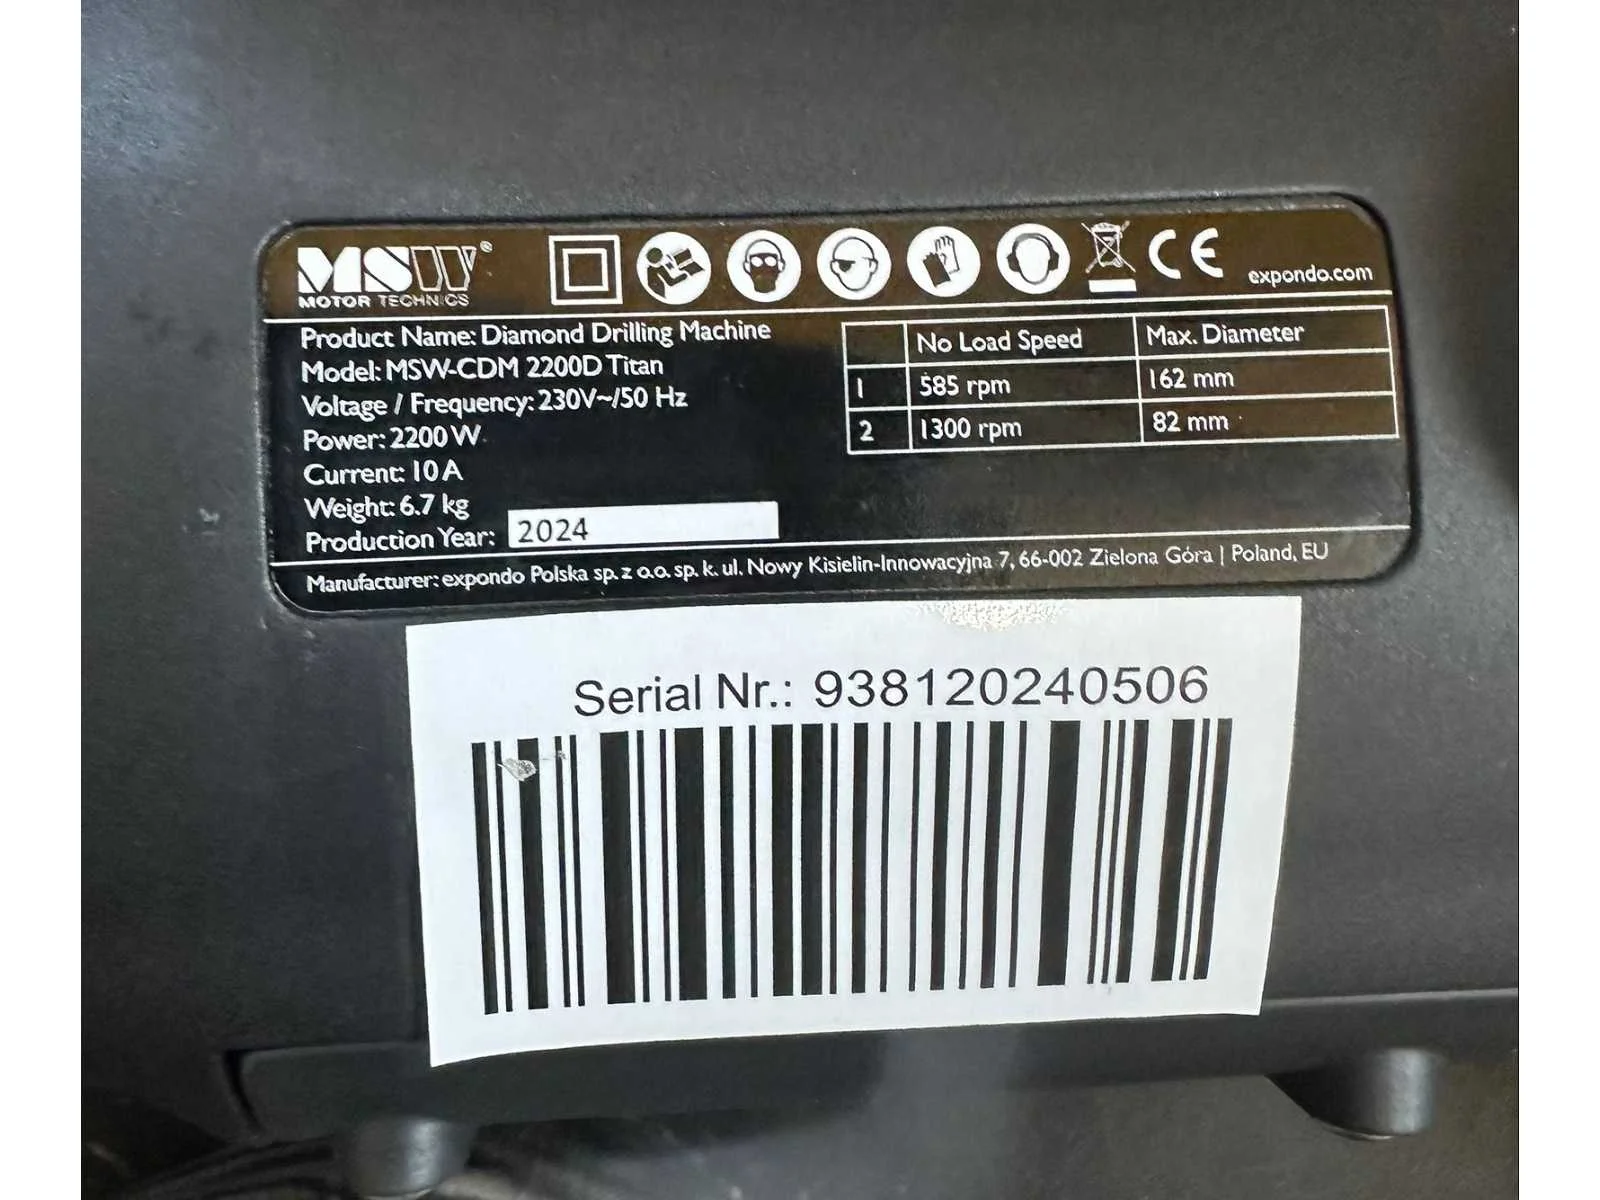 MSW®
MOTOR TECHNICS
CE
expondo.com
Product Name: Diamond Drilling Machine
Model: MSW-CDM 2200D Titan
Voltage / Frequency: 230V~/50 Hz
Power: 2200 W
Current: 10 A
Weight: 6.7 kg
Production Year: 2024
No Load Speed Max. Diameter
1 585 rpm 162 mm
2 1300 rpm 82 mm
Manufacturer: expondo Polska sp. z o.o. sp. k. ul. Nowy Kisielin-Innowacyjna 7, 66-002 Zielona Góra | Poland, EU
Serial Nr.: 938120240506